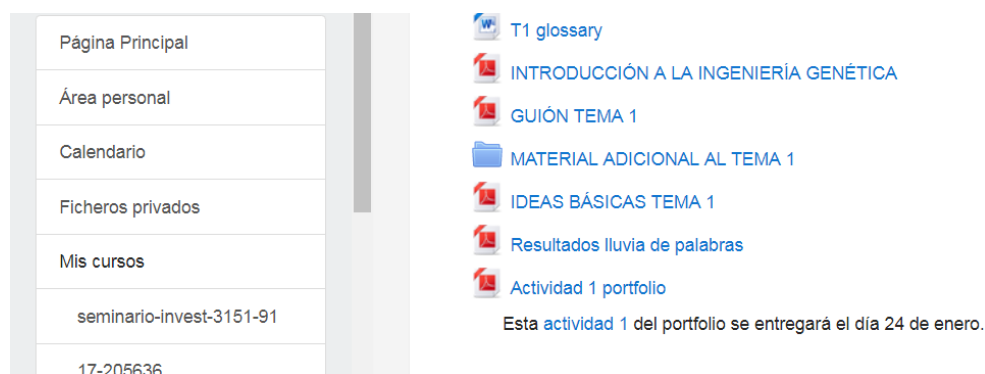 Página Principal
Área personal
Calendario
Ficheros privados
Mis cursos
seminario-invest-3151-91
17-205636
T1 glossary
INTRODUCCIÓN A LA INGENIERÍA GENÉTICA
GUIÓN TEMA 1
MATERIAL ADICIONAL AL TEMA 1
IDEAS BÁSICAS TEMA 1
Resultados lluvia de palabras
Actividad 1 portfolio
Esta actividad 1 del portfolio se entregará el día 24 de enero.